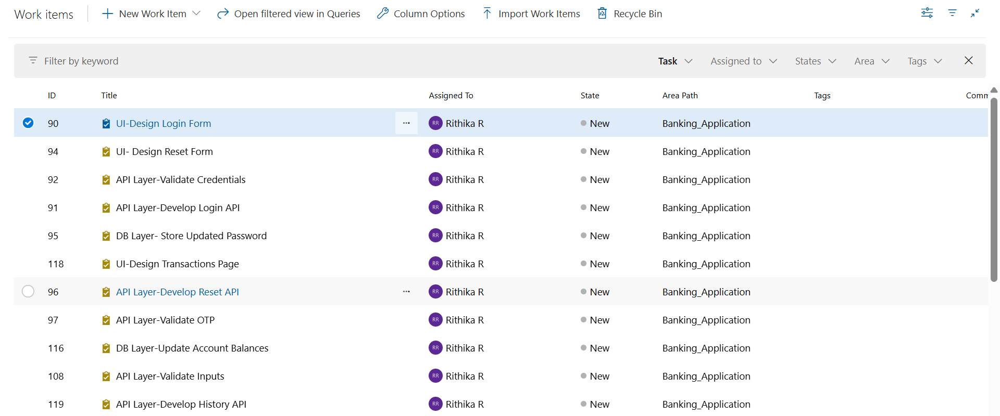 Work items New Work Item Open filtered view in Queries Column Options Import Work Items Recycle Bin
Filter by keyword Task Assigned to States Area Tags
ID Title Assigned To State Area Path Tags Comm
90 UI-Design Login Form ... RR Rithika R New Banking_Application
94 UI- Design Reset Form RR Rithika R New Banking_Application
92 API Layer-Validate Credentials RR Rithika R New Banking_Application
91 API Layer-Develop Login API RR Rithika R New Banking_Application
95 DB Layer- Store Updated Password RR Rithika R New Banking_Application
118 UI-Design Transactions Page RR Rithika R New Banking_Application
96 API Layer-Develop Reset API ... RR Rithika R New Banking_Application
97 API Layer-Validate OTP RR Rithika R New Banking_Application
116 DB Layer-Update Account Balances RR Rithika R New Banking_Application
108 API Layer-Validate Inputs RR Rithika R New Banking_Application
119 API Layer-Develop History API RR Rithika R New Banking_Application